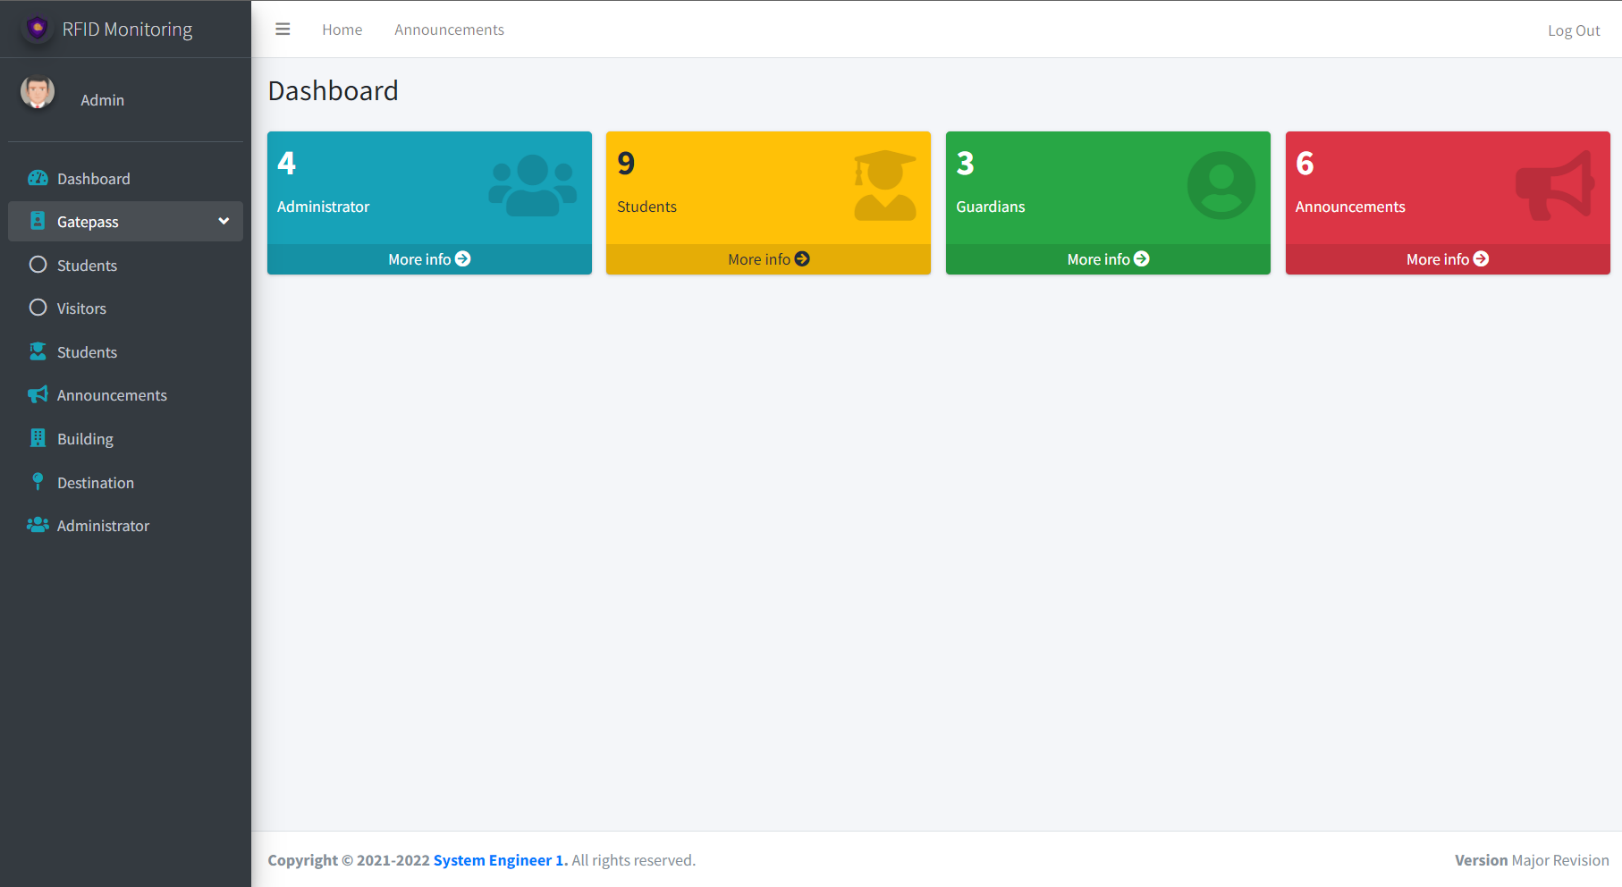 RFID Monitoring
Home
Announcements
Log Out
Admin
Dashboard
Gatepass
Students
Visitors
Students
Announcements
Building
Destination
Administrator
Dashboard
4
Administrator
More info
9
Students
More info
3
Guardians
More info
6
Announcements
More info
Copyright © 2021-2022 System Engineer 1. All rights reserved.
Version Major Revision